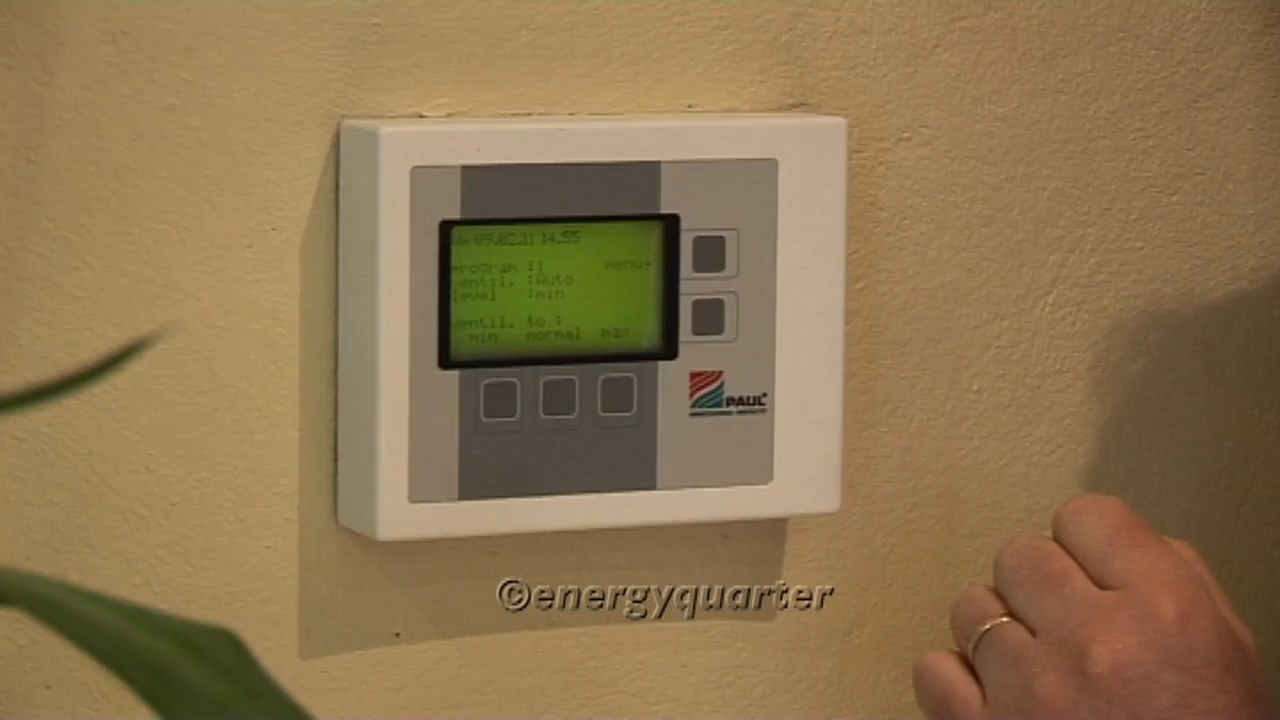 09.02.11 14.55
program :1 menu→
ventil. :Auto
level :min
ventil. to :
min normal max
PAUL
©energyquarter